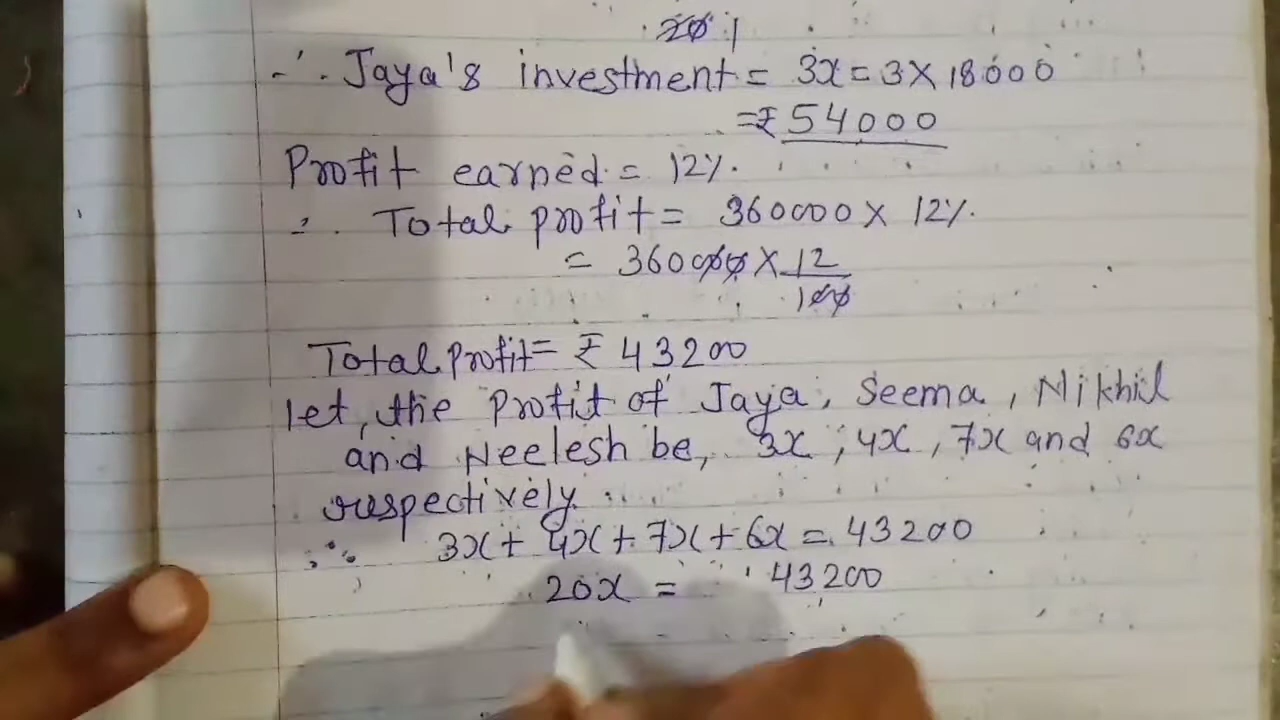 20 1
∴ Jaya's investment = 3x = 3 × 18000
= ₹ 54000
Profit earned = 12%.
∴ Total profit = 360000 × 12%.
= 360000 × 12
100
Total Profit = ₹ 43200
let, the Profit of Jaya, Seema, Nikhil
and Neelesh be, 3x, 4x, 7x and 6x
respectively.
∴ 3x + 4x + 7x + 6x = 43200
20x = 43200